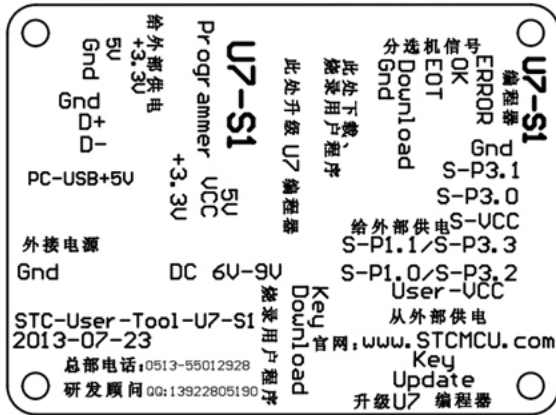 给外部供电
+3.3V
5V
Gnd
Gnd
D+
D-
PC-USB+5V
U7-S1
Programmer
5V
VCC
+3.3V
此处升级 U7 编程器
此处下载、
烧录用户程序
分选机信号
U7-S1
编程器
ERROR
OK
EOT
Download
Gnd
Gnd
S-P3.1
S-P3.0
给外部供电 S-VCC
S-P1.1/S-P3.3
S-P1.0/S-P3.2
User-VCC
从外部供电
外接电源
Gnd DC 6V-9V
STC-User-Tool-U7-S1
2013-07-23
总部电话:0513-55012928
研发顾问QQ:13922805190
Key
Download
烧录用户程序
官网:www.STCMCU.com
Key
Update
升级U7 编程器